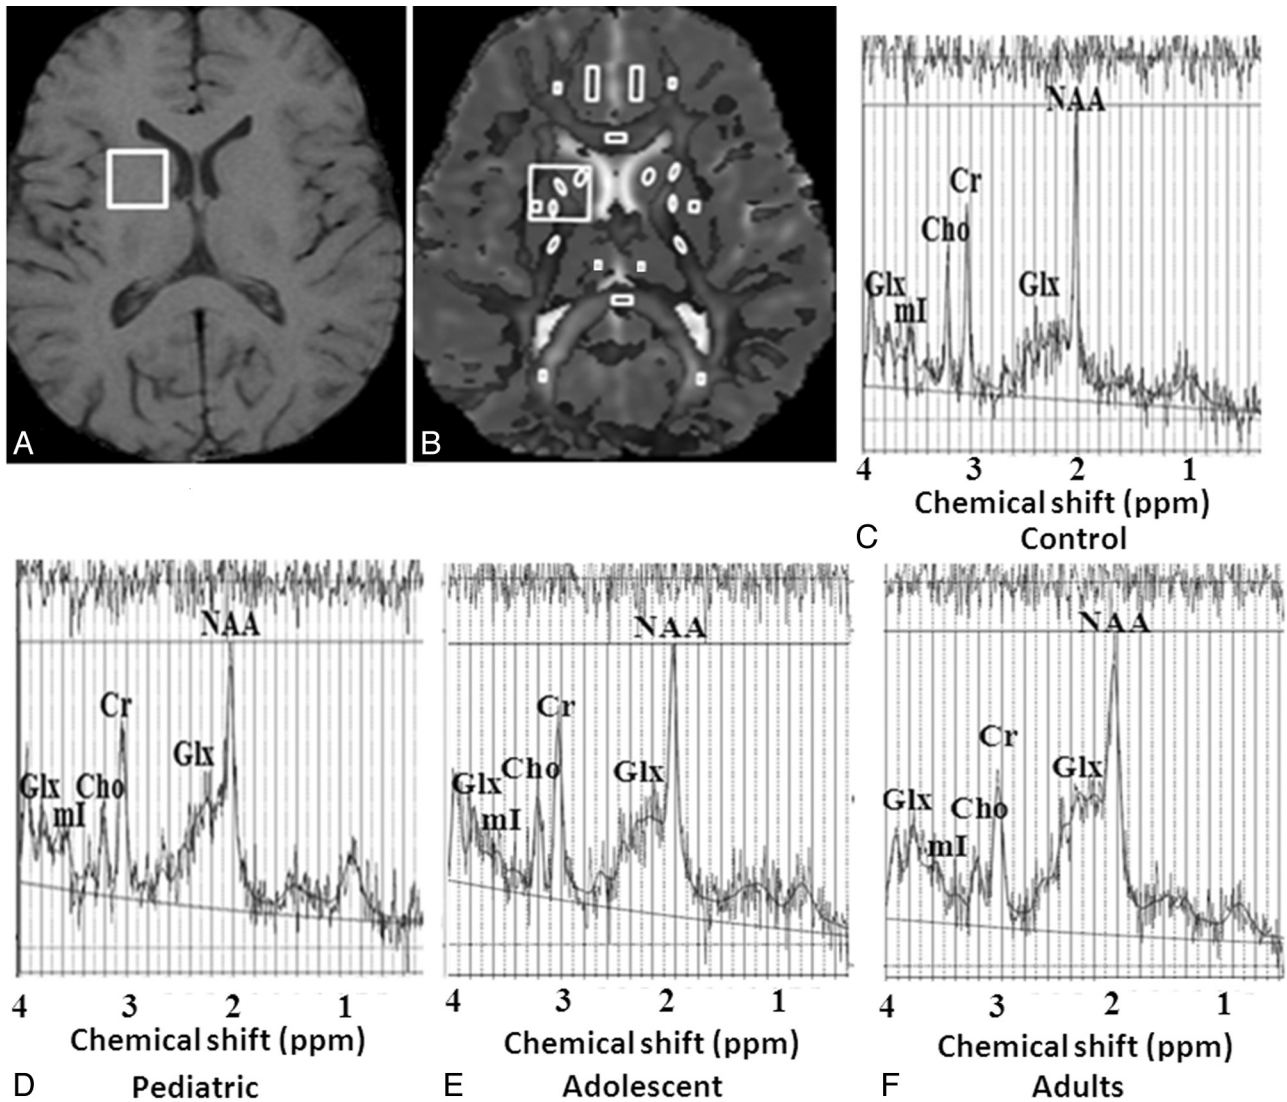 A
B
NAA
Cr
Cho
Glx
Glx
mI
4 3 2 1
Chemical shift (ppm)
C Control
NAA
Cr
Glx
Glx Cho
mI
4 3 2 1
Chemical shift (ppm)
D Pediatric
NAA
Cr
Glx Cho Glx
mI
4 3 2 1
Chemical shift (ppm)
E Adolescent
NAA
Cr
Glx
Glx Cho
mI
4 3 2 1
Chemical shift (ppm)
F Adults